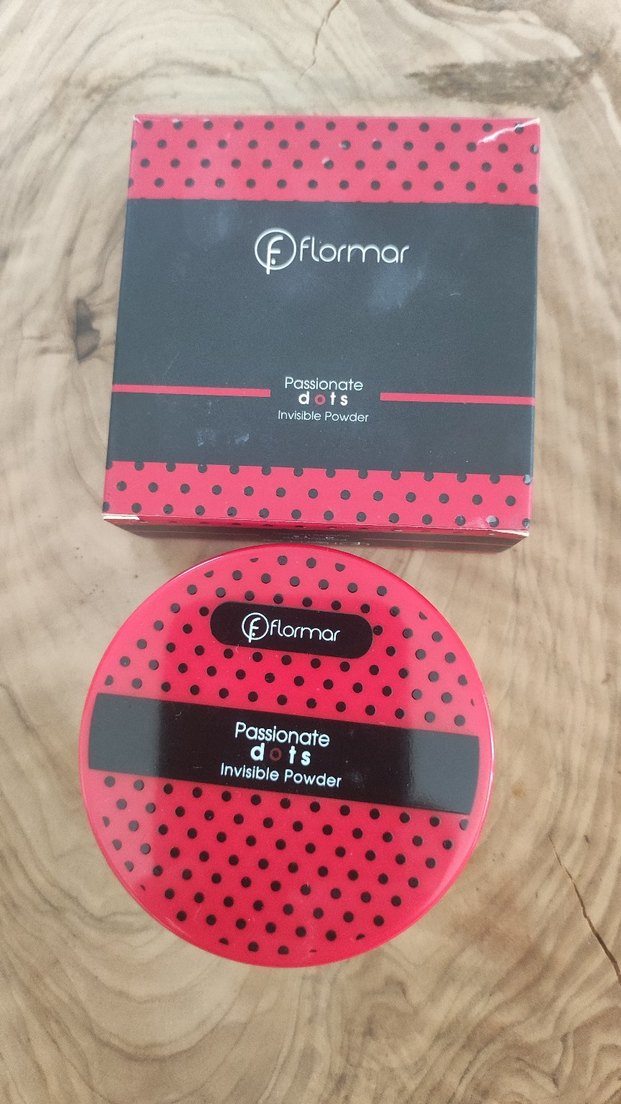 flormar
Passionate
dots
Invisible Powder
flormar
Passionate
dots
Invisible Powder